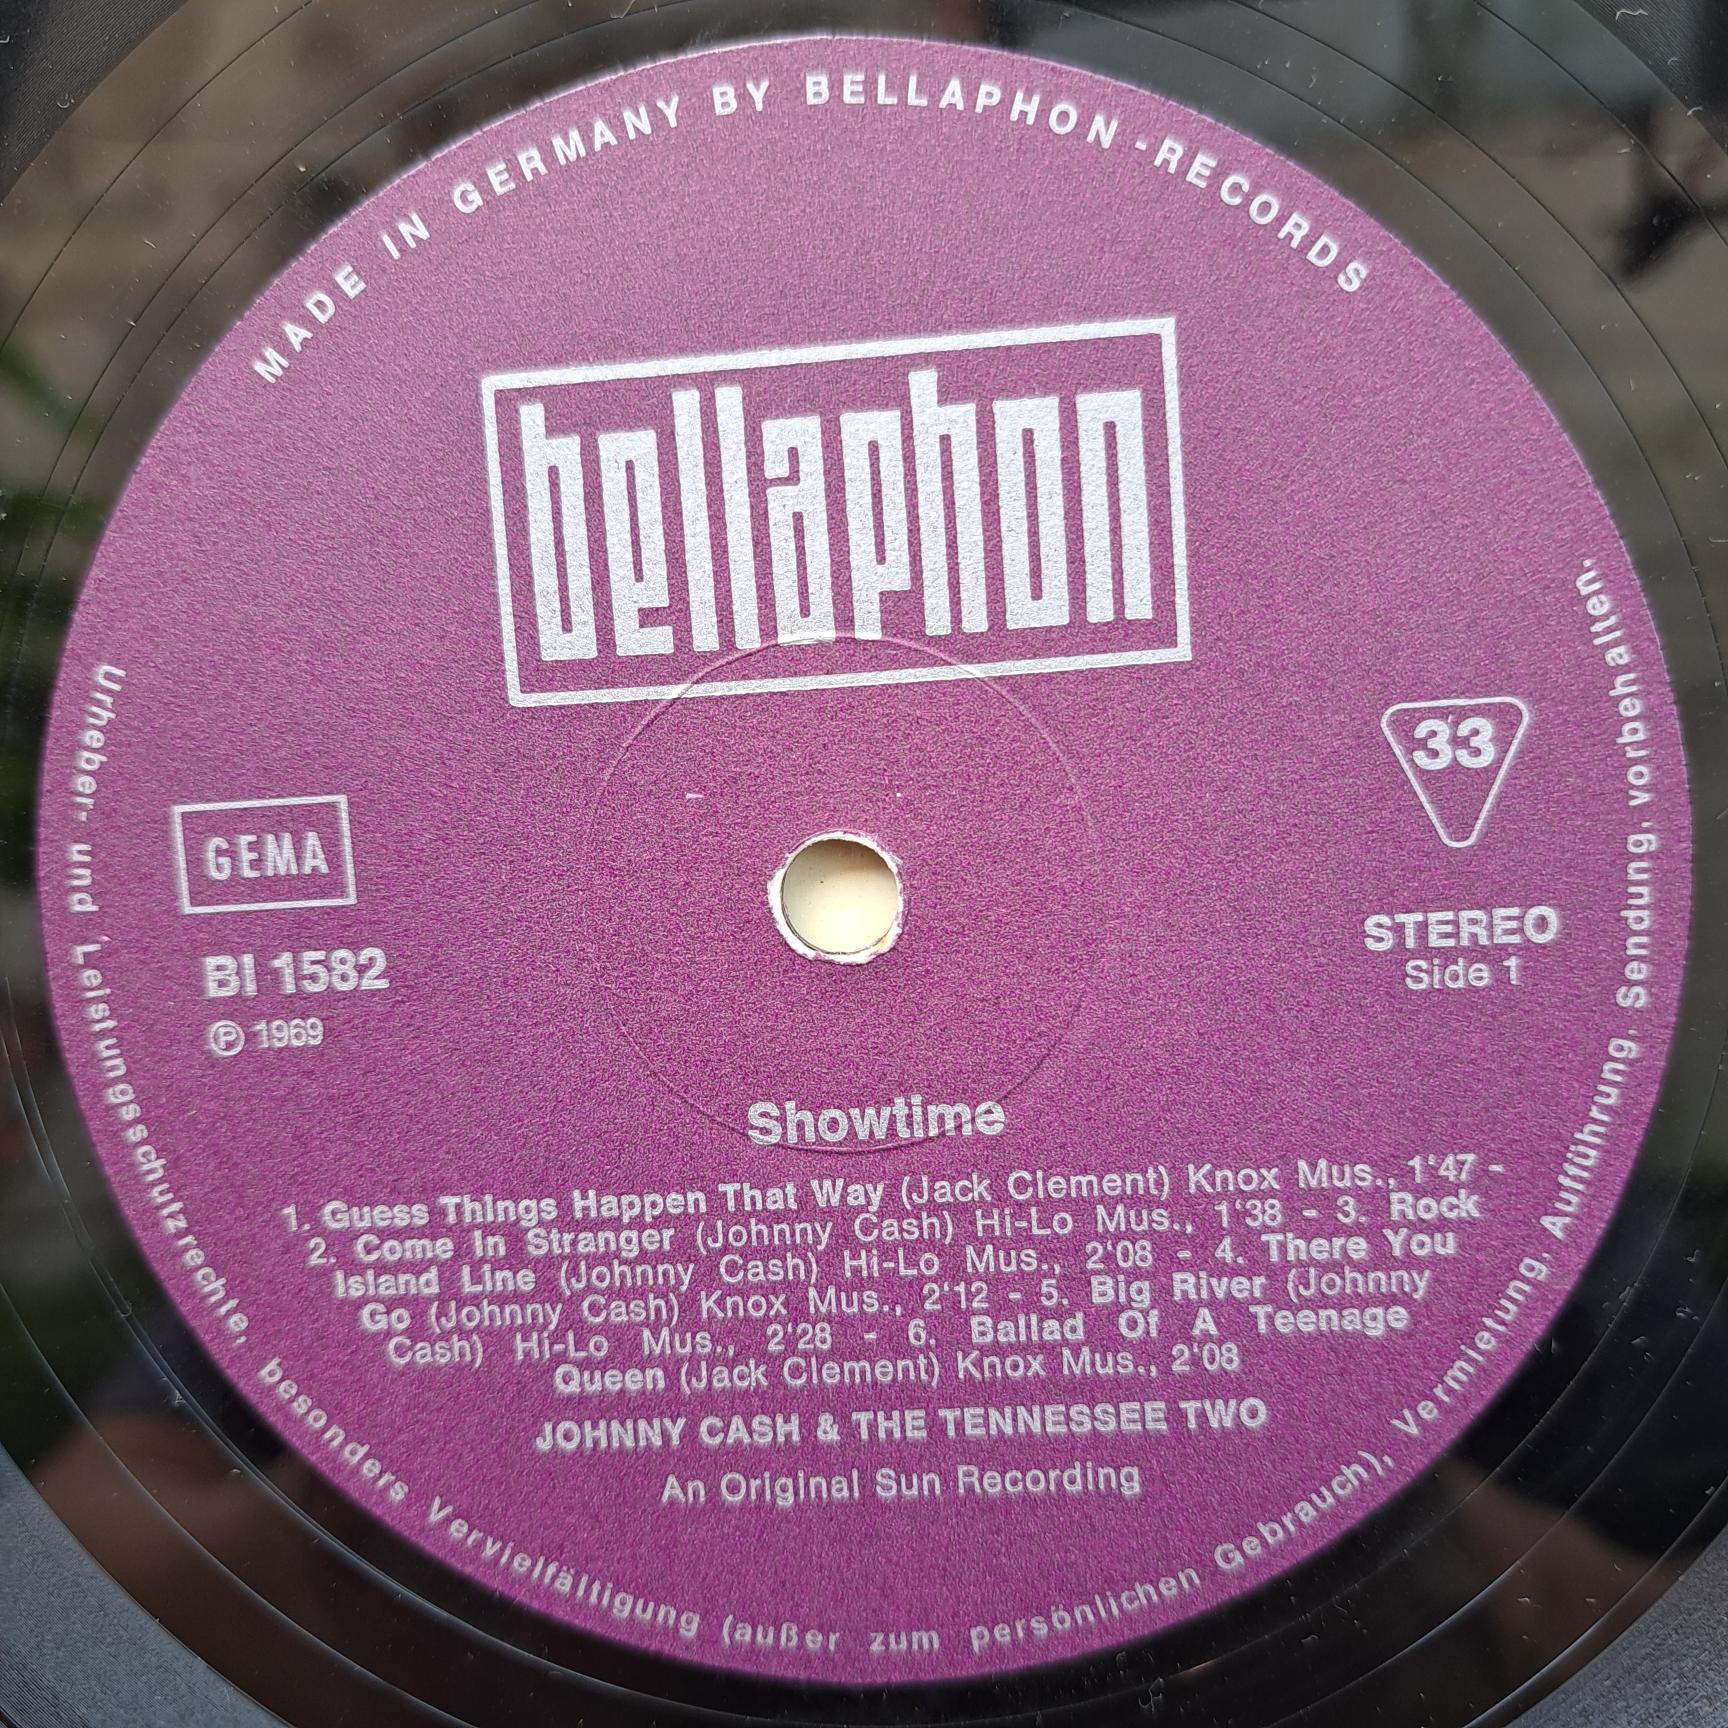 MADE IN GERMANY BY BELLAPHON-RECORDS
bellaphon
33
GEMA
STEREO
BI 1582
Side 1
Ⓟ 1969
Showtime
1. Guess Things Happen That Way (Jack Clement) Knox Mus., 1'47 -
2. Come In Stranger (Johnny Cash) Hi-Lo Mus., 1'38 - 3. Rock
Island Line (Johnny Cash) Hi-Lo Mus., 2'08 - 4. There You
Go (Johnny Cash) Knox Mus., 2'12 - 5. Big River (Johnny
Cash) Hi-Lo Mus., 2'28 - 6. Ballad Of A Teenage
Queen (Jack Clement) Knox Mus., 2'08
JOHNNY CASH & THE TENNESSEE TWO
An Original Sun Recording
Urheber- und Leistungsschutzrechte, besonders Vervielfältigung (außer zum persönlichen Gebrauch), Vermietung, Aufführung, Sendung, vorbehalten.